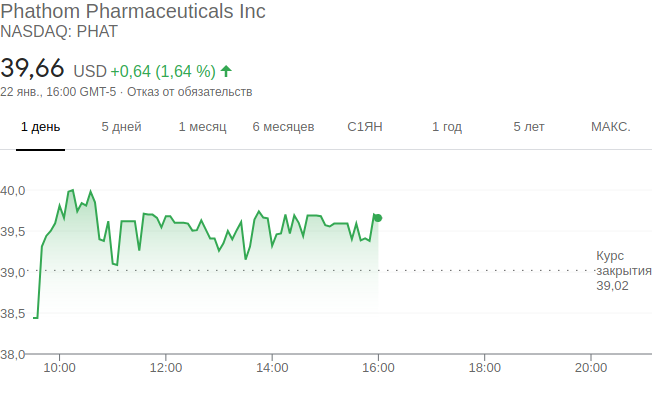 Phathom Pharmaceuticals Inc
NASDAQ: PHAT
39,66 USD +0,64 (1,64 %)
22 янв., 16:00 GMT-5 · Отказ от обязательств
1 день 5 дней 1 месяц 6 месяцев С1ЯН 1 год 5 лет МАКС.
40,0
39,5
39,0
38,5
38,0
Курс
закрытия
39,02
10:00 12:00 14:00 16:00 18:00 20:00